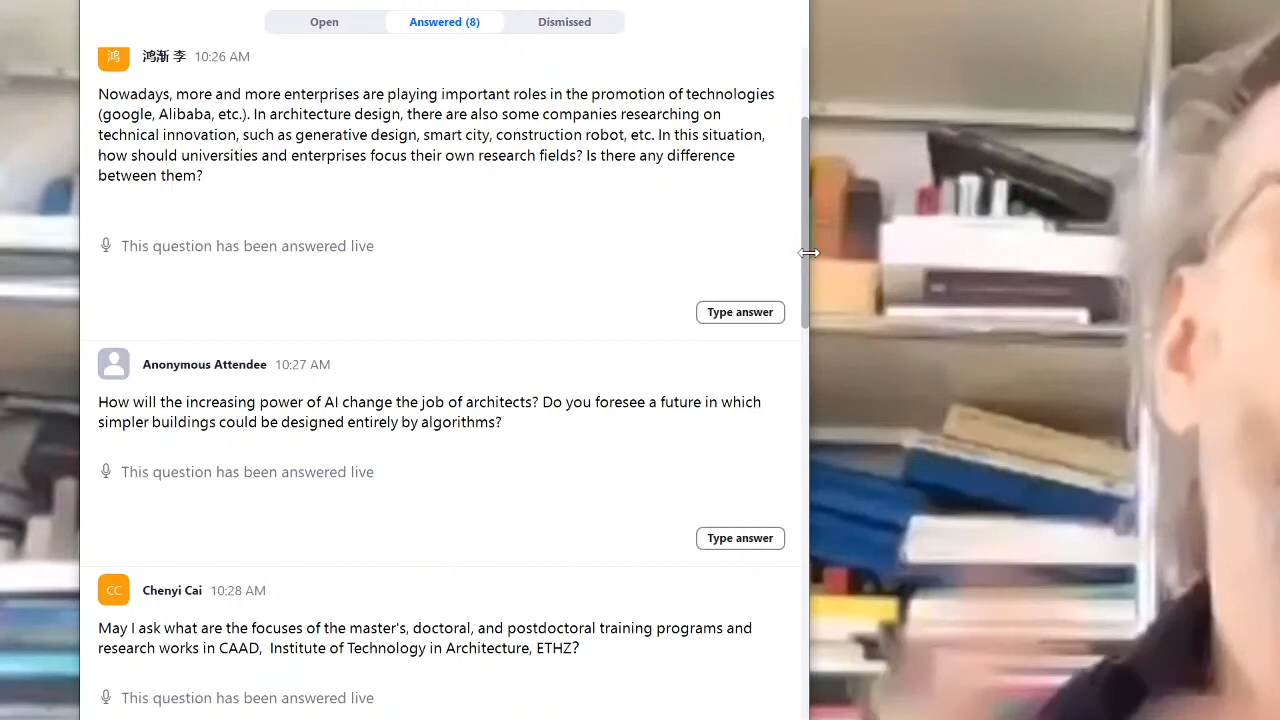 Open Answered (8) Dismissed
鸿 鸿渐 李 10:26 AM
Nowadays, more and more enterprises are playing important roles in the promotion of technologies
(google, Alibaba, etc.). In architecture design, there are also some companies researching on
technical innovation, such as generative design, smart city, construction robot, etc. In this situation,
how should universities and enterprises focus their own research fields? Is there any difference
between them?
This question has been answered live
Type answer
Anonymous Attendee 10:27 AM
How will the increasing power of AI change the job of architects? Do you foresee a future in which
simpler buildings could be designed entirely by algorithms?
This question has been answered live
Type answer
CC Chenyi Cai 10:28 AM
May I ask what are the focuses of the master's, doctoral, and postdoctoral training programs and
research works in CAAD,  Institute of Technology in Architecture, ETHZ?
This question has been answered live